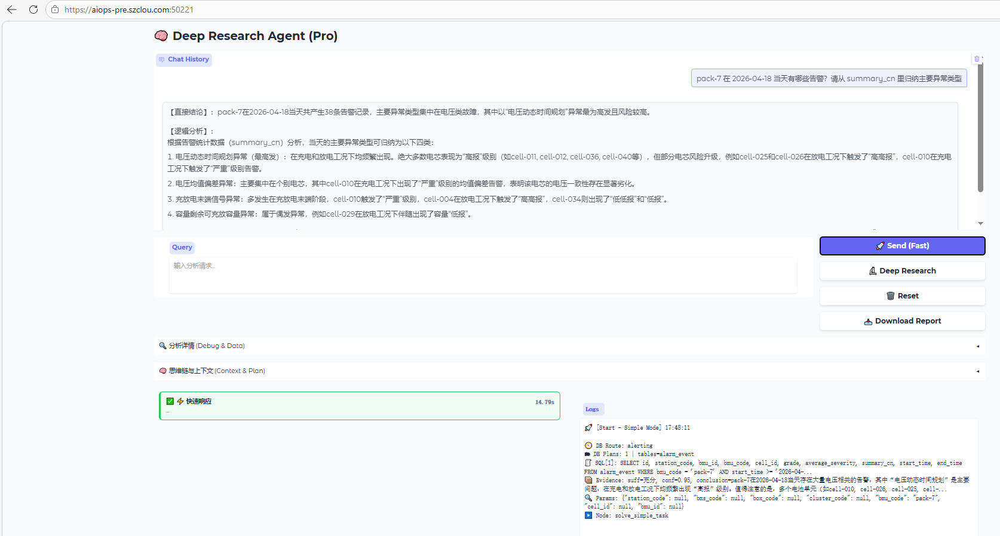 https://aiops-pre.szclou.com:50221
Deep Research Agent (Pro)
Chat History
pack-7 在 2026-04-18 当天有哪些告警？请从 summary_cn 里归纳主要异常类型
【直接结论】：pack-7在2026-04-18当天共产生38条告警记录，主要异常类型集中在电压类故障，其中以“电压动态时间规划”异常最为高发且风险较高。
【逻辑分析】：
根据告警统计数据（summary_cn）分析，当天的主要异常类型可归纳为以下四类：
1. 电压动态时间规划异常（最高发）：在充电和放电工况下均频繁出现。绝大多数电芯表现为“高报”级别（如cell-011, cell-012, cell-036, cell-040等），但部分电芯风险升级，例如cell-025和cell-026在放电工况下触发了“高高报”，cell-010在充电
工况下触发了“严重”级别告警。
2. 电压均值偏差异常：主要集中在个别电芯，其中cell-010在充电工况下出现了“严重”级别的均值偏差告警，表明该电芯的电压一致性存在显著劣化。
3. 充放电末端信号异常：多发生在充放电末端阶段，cell-010触发了“严重”级别，cell-004在放电工况下触发了“高高报”，cell-034则出现了“低低报”和“低报”。
4. 容量剩余可充放容量异常：属于偶发异常，例如cell-029在放电工况下伴随出现了容量“低报”。
Query
输入分析请求...
Send (Fast)
Deep Research
Reset
Download Report
分析详情 (Debug & Data)
思维链与上下文 (Context & Plan)
快速响应
14.79s
...
Logs
[Start - Simple Mode] 17:48:11
DB Route: alerting
DB Plans: 1 | tables=alarm_event
SQL[1]: SELECT id, station_code, bmu_id, bmu_code, cell_id, grade, average_severity, summary_cn, start_time, end_time
FROM alarm_event WHERE bmu_code = 'pack-7' AND start_time >= '2026-04-...
Evidence: suff=充分, conf=0.95, conclusion=pack-7在2026-04-18当天存在大量电压相关的告警，其中“电压动态时间规划”是主要
问题，在充电和放电工况下均频繁出现“高报”级别。值得注意的是，多个电池单元（如cell-010, cell-026, cell-025, cell-...
Params: {"station_code": null, "bms_code": null, "box_code": null, "cluster_code": null, "bmu_code": "pack-7",
"cell_id": null, "bmu_id": null}
Node: solve_simple_task